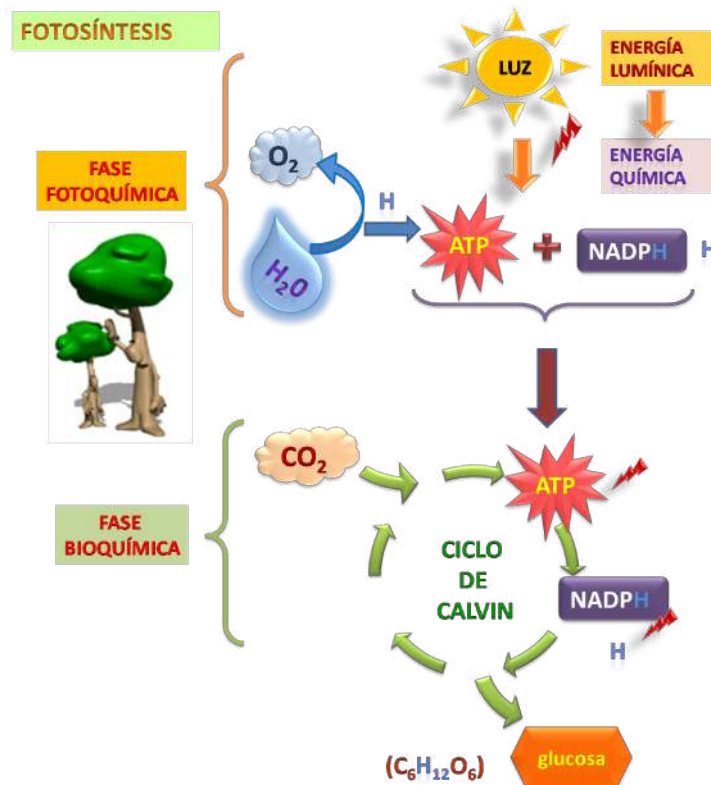 FOTOSÍNTESIS
LUZ
ENERGÍA
LUMÍNICA
ENERGÍA
QUÍMICA
FASE
FOTOQUÍMICA
O₂
H
H₂O
ATP
NADPH
H
CO₂
ATP
FASE
BIOQUÍMICA
CICLO
DE
CALVIN
NADPH
H
(C₆H₁₂O₆)
glucosa